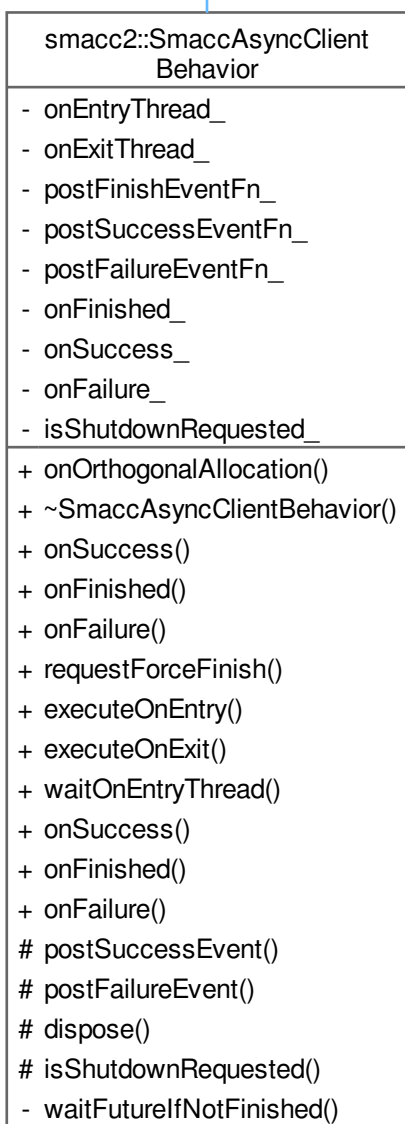 smacc2::SmaccAsyncClient
Behavior
- onEntryThread_
- onExitThread_
- postFinishEventFn_
- postSuccessEventFn_
- postFailureEventFn_
- onFinished_
- onSuccess_
- onFailure_
- isShutdownRequested_
+ onOrthogonalAllocation()
+ ~SmaccAsyncClientBehavior()
+ onSuccess()
+ onFinished()
+ onFailure()
+ requestForceFinish()
+ executeOnEntry()
+ executeOnExit()
+ waitOnEntryThread()
+ onSuccess()
+ onFinished()
+ onFailure()
# postSuccessEvent()
# postFailureEvent()
# dispose()
# isShutdownRequested()
- waitFutureIfNotFinished()